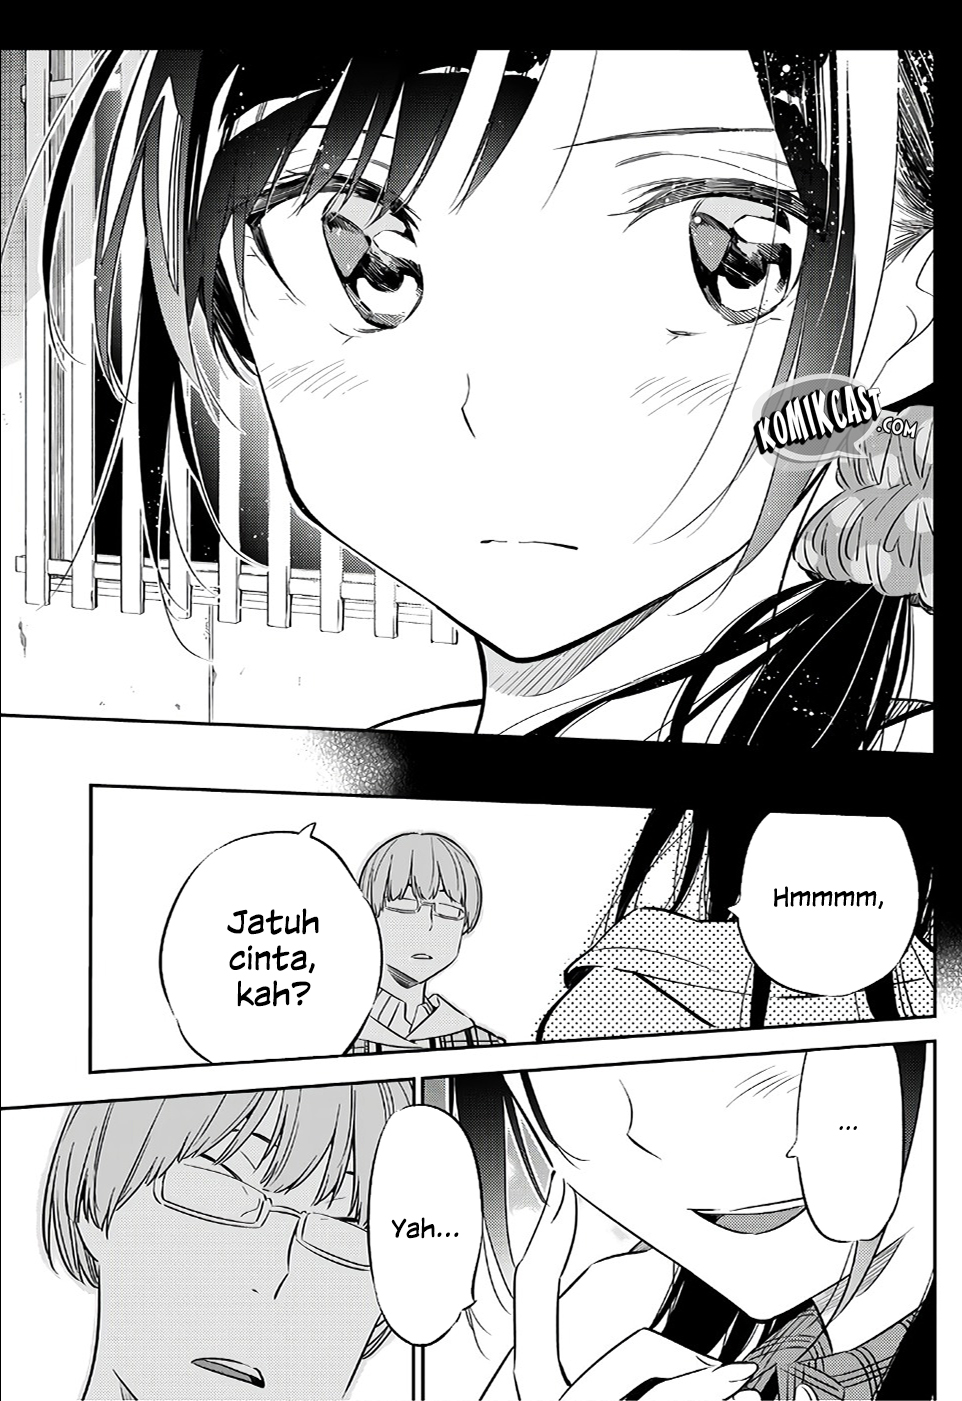 KOMIKCAST
.COM
Hmmmm,
Jatuh
cinta,
kah?
...
Yah...